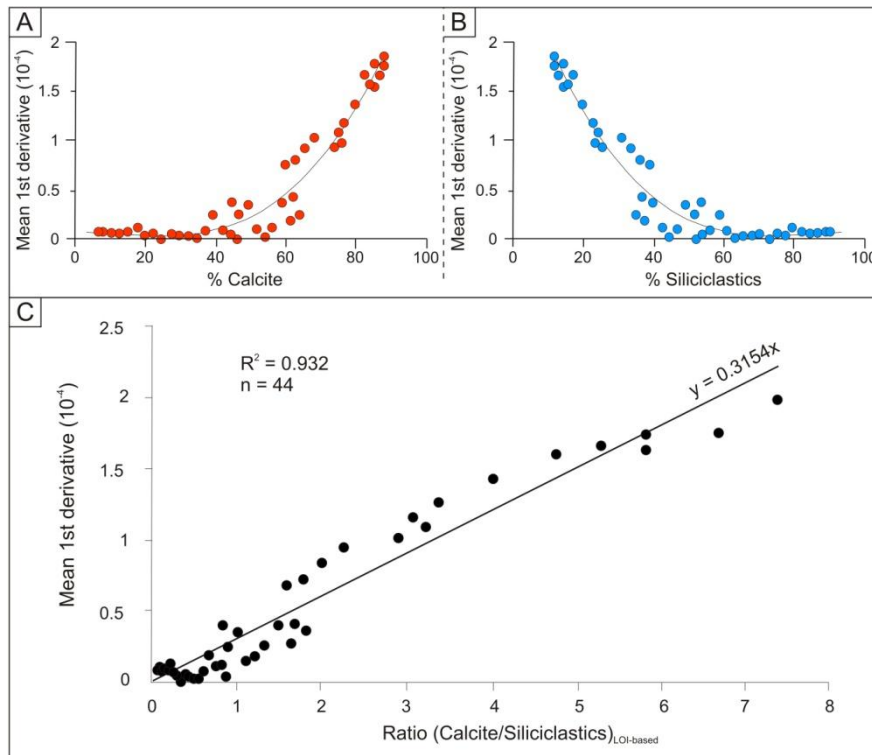 A
Mean 1st derivative (10⁻⁴)
2
1.5
1
0.5
0
0 20 40 60 80 100
% Calcite
B
Mean 1st derivative (10⁻⁴)
2
1.5
1
0.5
0
0 20 40 60 80 100
% Siliciclastics
C
Mean 1st derivative (10⁻⁴)
2.5
2
1.5
1
0.5
0
R² = 0.932
n = 44
y = 0.3154x
0 1 2 3 4 5 6 7 8
Ratio (Calcite/Siliciclastics)LOI-based